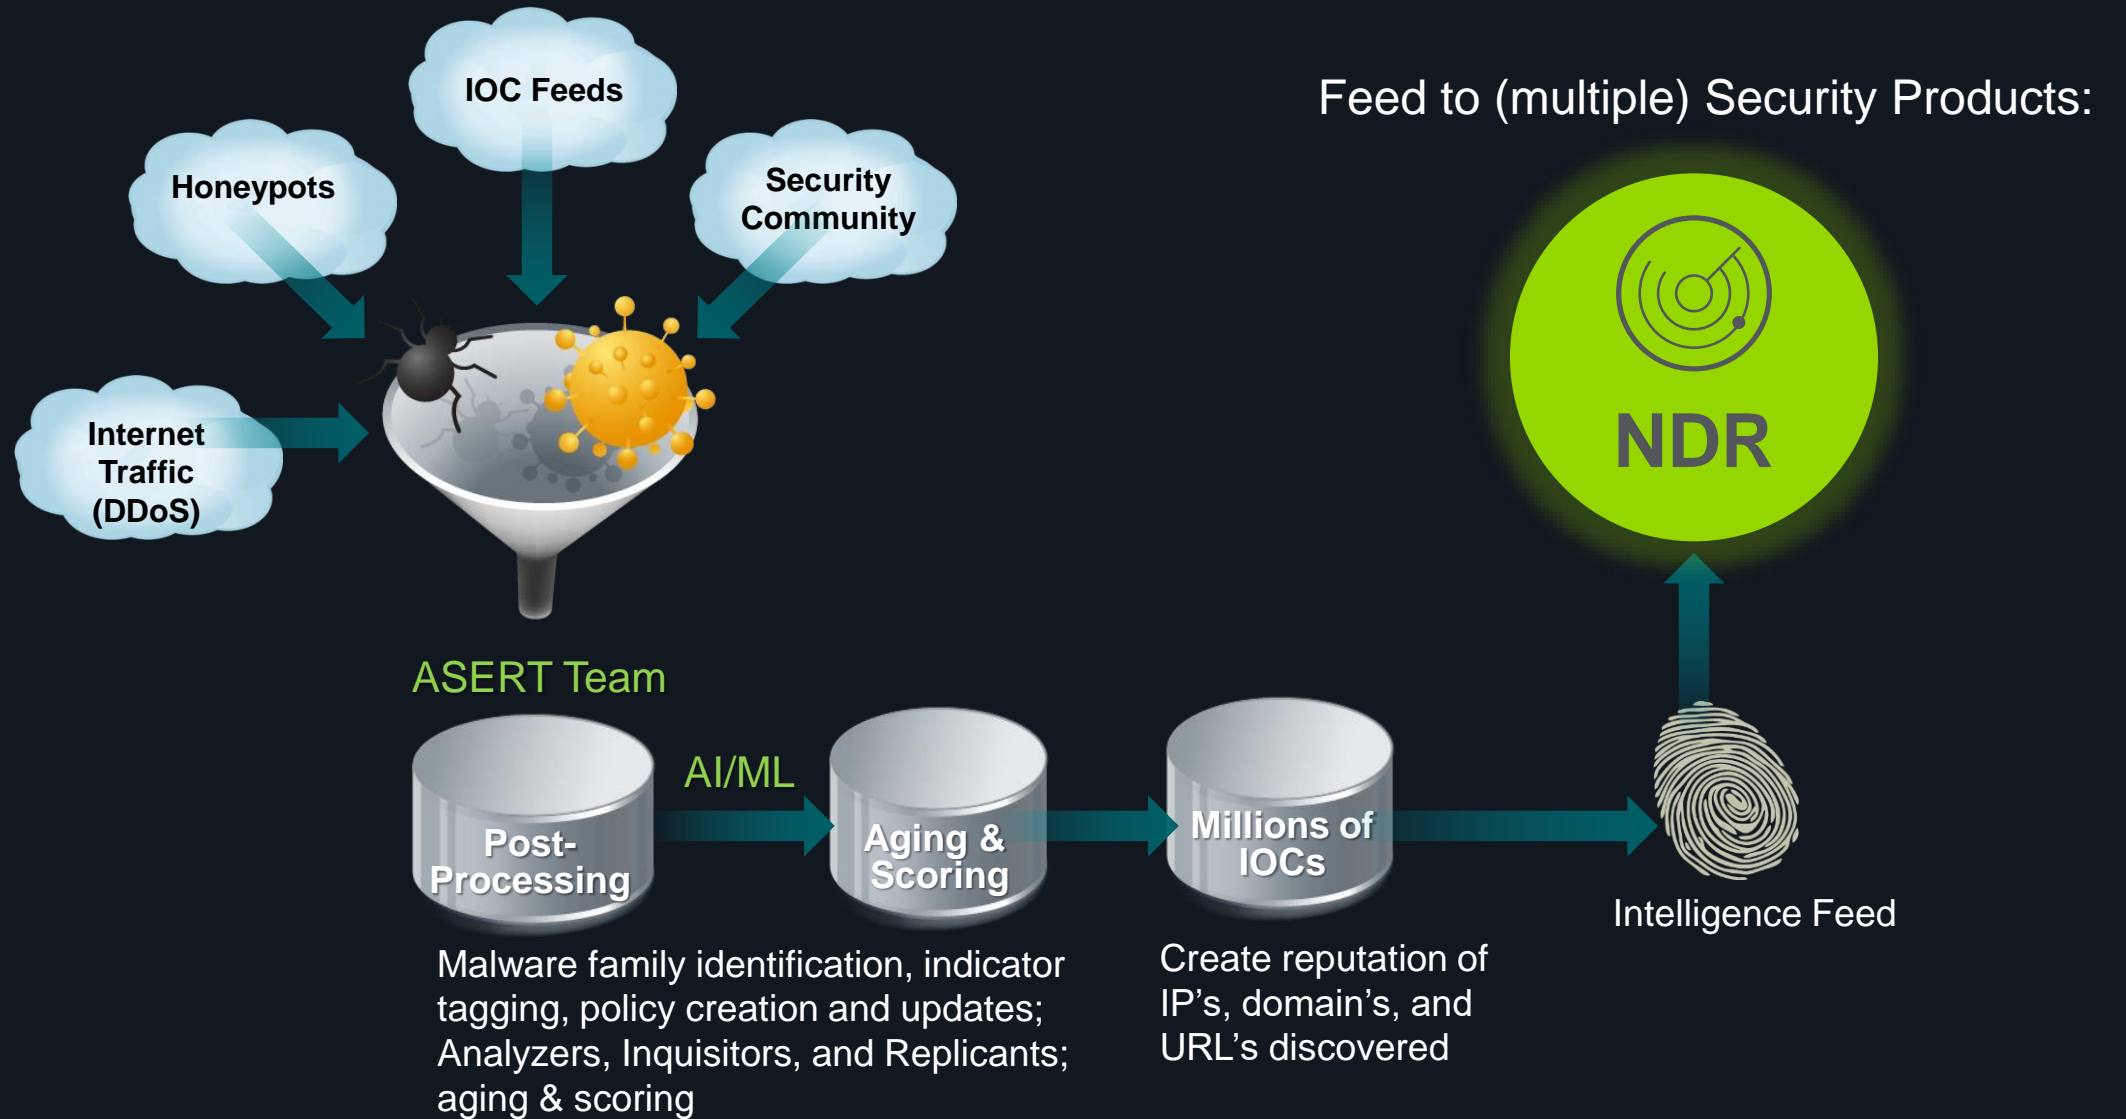 IOC Feeds
Honeypots
Security
Community
Internet
Traffic
(DDoS)
Feed to (multiple) Security Products:
NDR
ASERT Team
AI/ML
Post-
Processing
Aging &
Scoring
Millions of
IOCs
Intelligence Feed
Malware family identification, indicator
tagging, policy creation and updates;
Analyzers, Inquisitors, and Replicants;
aging & scoring
Create reputation of
IP’s, domain’s, and
URL’s discovered